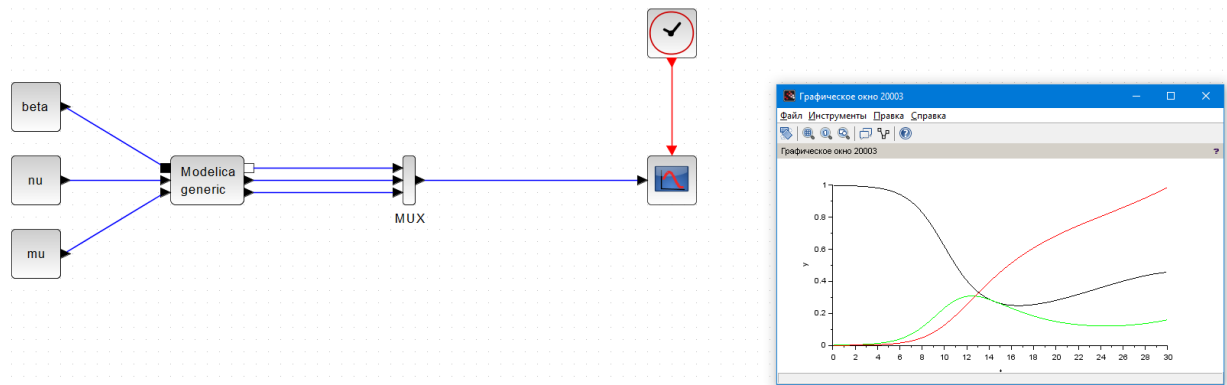 beta
nu
mu
Modelica
generic
MUX
Графическое окно 20003
Файл Инструменты Правка Справка
Графическое окно 20003 ?
y
1
0.8
0.6
0.4
0.2
0
0 2 4 6 8 10 12 14 16 18 20 22 24 26 28 30